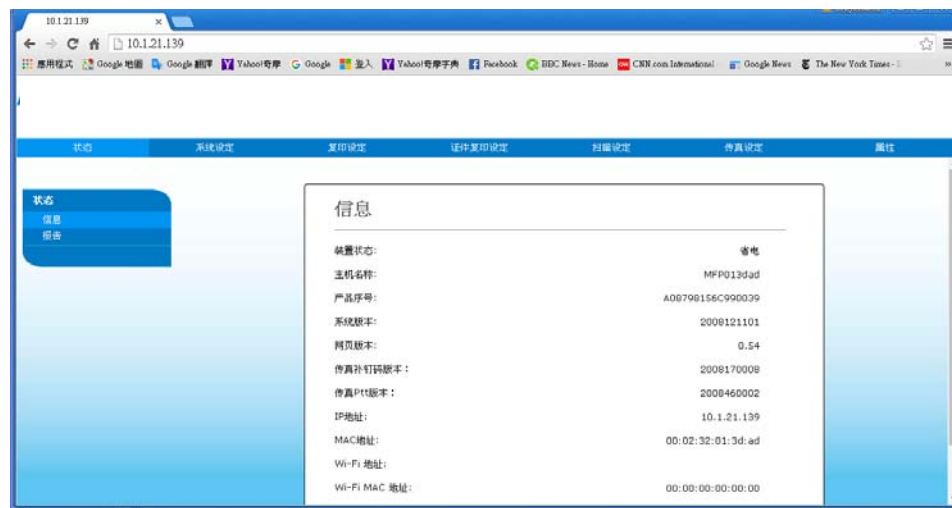 10.1.21.139
10.1.21.139
應用程式 Google 地圖 Google 翻譯 Yahoo!奇摩 Google 登入 Yahoo!奇摩字典 Facebook BBC News - Home CNN.com International Google News The New York Times -
状态 系统设定 复印设定 证件复印设定 扫描设定 传真设定 属性
状态
信息
报告
信息
装置状态: 省电
主机名称: MFP013dad
产品序号: A08798156C990039
系统版本: 2008121101
网页版本: 0.54
传真补钉码版本： 2008170008
传真Ptt版本： 2008460002
IP地址: 10.1.21.139
MAC地址: 00:02:32:01:3d:ad
Wi-Fi 地址:
Wi-Fi MAC 地址: 00:00:00:00:00:00